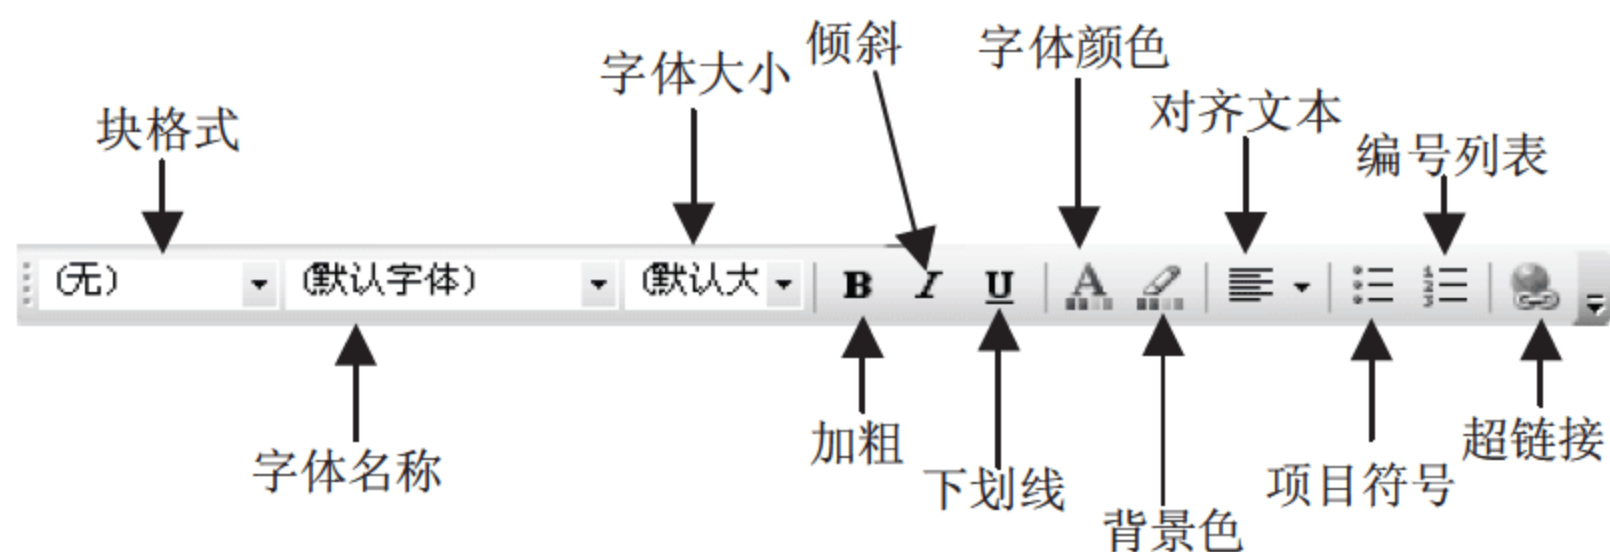 倾斜
字体颜色
字体大小
对齐文本
块格式
编号列表
(无)
(默认字体)
(默认大
B
I
U
A
加粗
字体名称
超链接
下划线
项目符号
背景色